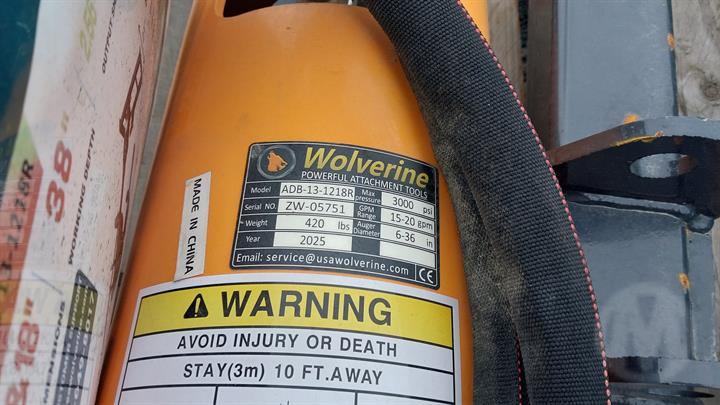 Wolverine
POWERFUL ATTACHMENT TOOLS
Model ADB-13-1218R Max pressure 3000 psi
Serial NO. ZW-05751 GPM Range 15-20 gpm
Weight 420 lbs Auger Diameter 6-36 in
Year 2025
Email: service@usawolverine.com CE
MADE IN CHINA
WARNING
AVOID INJURY OR DEATH
STAY(3m) 10 FT.AWAY
38"
& 18"
M